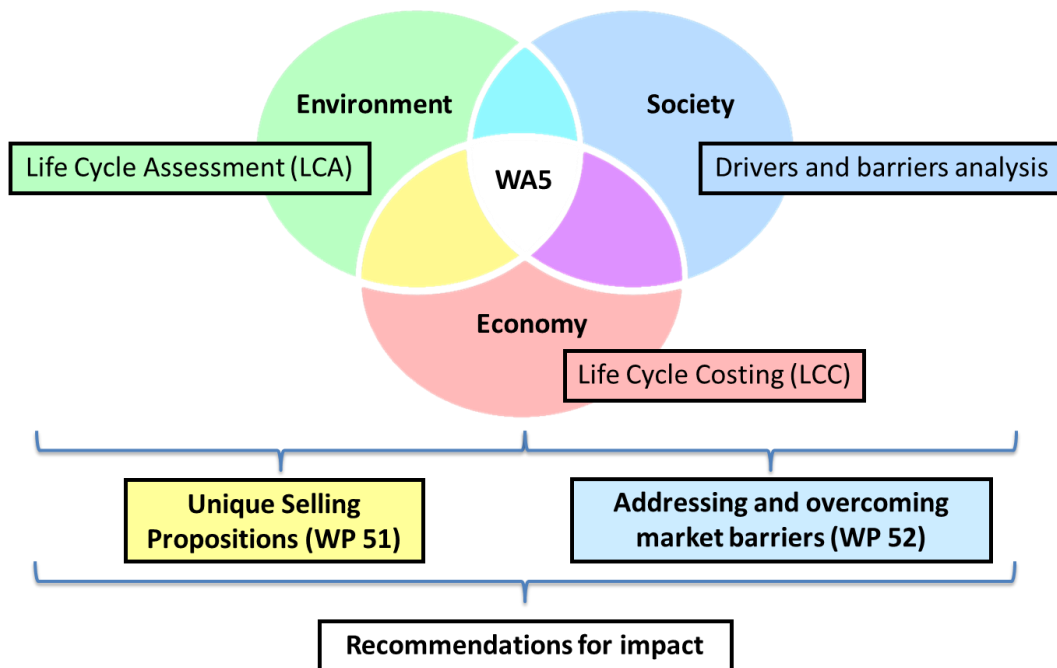 Environment
Society
Life Cycle Assessment (LCA)
WA5
Drivers and barriers analysis
Economy
Life Cycle Costing (LCC)
Unique Selling
Propositions (WP 51)
Addressing and overcoming
market barriers (WP 52)
Recommendations for impact